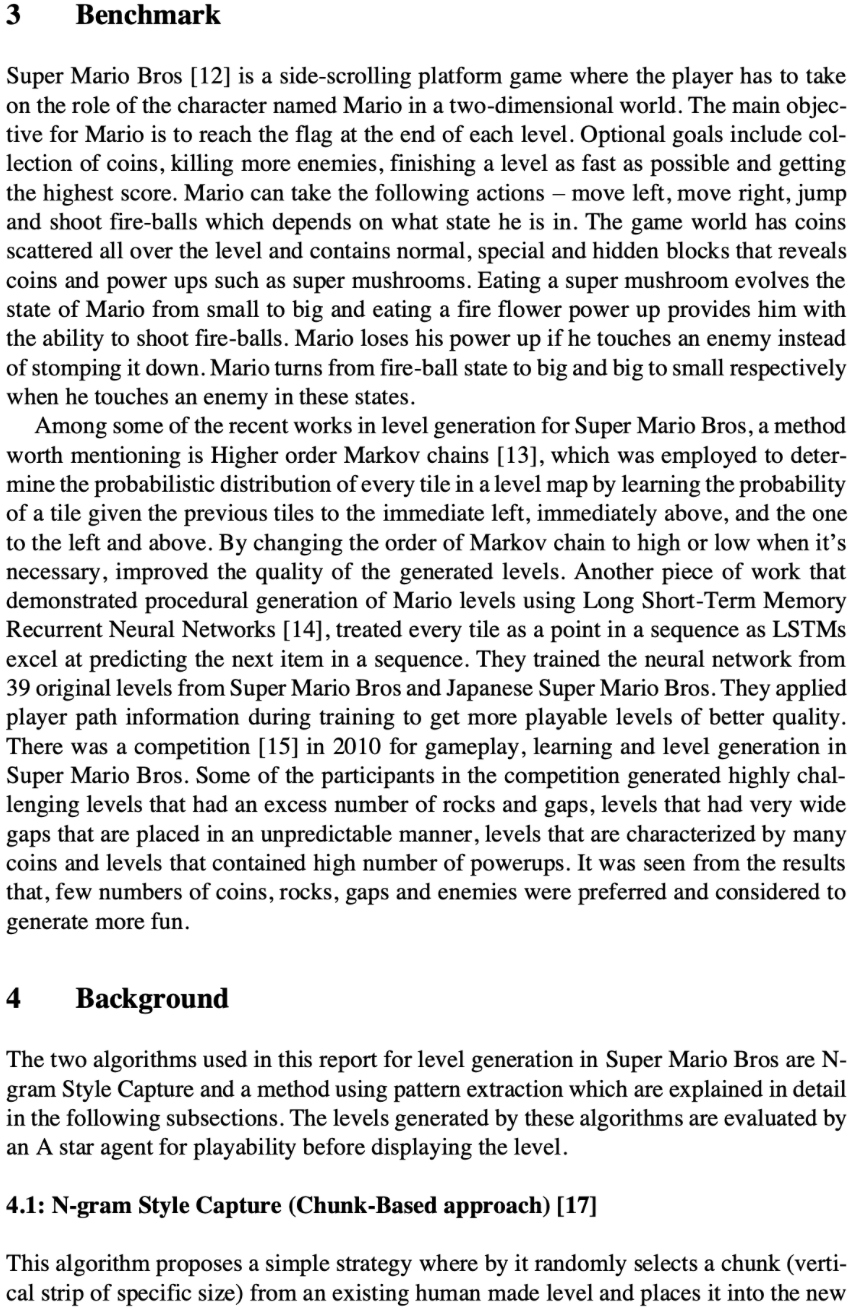 3 Benchmark
Super Mario Bros [12] is a side-scrolling platform game where the player has to take
on the role of the character named Mario in a two-dimensional world. The main objec-
tive for Mario is to reach the flag at the end of each level. Optional goals include col-
lection of coins, killing more enemies, finishing a level as fast as possible and getting
the highest score. Mario can take the following actions – move left, move right, jump
and shoot fire-balls which depends on what state he is in. The game world has coins
scattered all over the level and contains normal, special and hidden blocks that reveals
coins and power ups such as super mushrooms. Eating a super mushroom evolves the
state of Mario from small to big and eating a fire flower power up provides him with
the ability to shoot fire-balls. Mario loses his power up if he touches an enemy instead
of stomping it down. Mario turns from fire-ball state to big and big to small respectively
when he touches an enemy in these states.
Among some of the recent works in level generation for Super Mario Bros, a method
worth mentioning is Higher order Markov chains [13], which was employed to deter-
mine the probabilistic distribution of every tile in a level map by learning the probability
of a tile given the previous tiles to the immediate left, immediately above, and the one
to the left and above. By changing the order of Markov chain to high or low when it's
necessary, improved the quality of the generated levels. Another piece of work that
demonstrated procedural generation of Mario levels using Long Short-Term Memory
Recurrent Neural Networks [14], treated every tile as a point in a sequence as LSTMs
excel at predicting the next item in a sequence. They trained the neural network from
39 original levels from Super Mario Bros and Japanese Super Mario Bros. They applied
player path information during training to get more playable levels of better quality.
There was a competition [15] in 2010 for gameplay, learning and level generation in
Super Mario Bros. Some of the participants in the competition generated highly chal-
lenging levels that had an excess number of rocks and gaps, levels that had very wide
gaps that are placed in an unpredictable manner, levels that are characterized by many
coins and levels that contained high number of powerups. It was seen from the results
that, few numbers of coins, rocks, gaps and enemies were preferred and considered to
generate more fun.
4 Background
The two algorithms used in this report for level generation in Super Mario Bros are N-
gram Style Capture and a method using pattern extraction which are explained in detail
in the following subsections. The levels generated by these algorithms are evaluated by
an A star agent for playability before displaying the level.
4.1: N-gram Style Capture (Chunk-Based approach) [17]
This algorithm proposes a simple strategy where by it randomly selects a chunk (verti-
cal strip of specific size) from an existing human made level and places it into the new